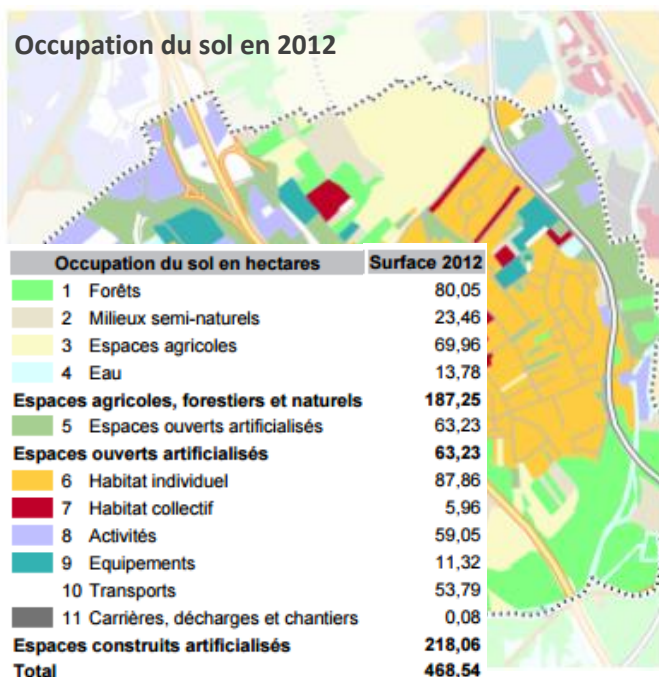 Occupation du sol en 2012
Occupation du sol en hectares Surface 2012
1 Forêts 80,05
2 Milieux semi-naturels 23,46
3 Espaces agricoles 69,96
4 Eau 13,78
Espaces agricoles, forestiers et naturels 187,25
5 Espaces ouverts artificialisés 63,23
Espaces ouverts artificialisés 63,23
6 Habitat individuel 87,86
7 Habitat collectif 5,96
8 Activités 59,05
9 Equipements 11,32
10 Transports 53,79
11 Carrières, décharges et chantiers 0,08
Espaces construits artificialisés 218,06
Total 468,54